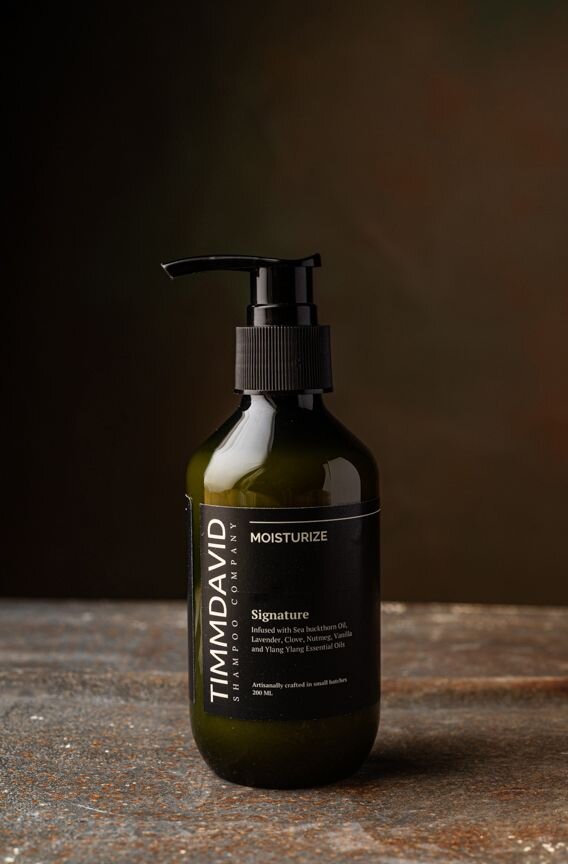 TIMMDAVID
SHAMPOO COMPANY
MOISTURIZE
Signature
Infused with Sea buckthorn Oil,
Lavender, Clove, Nutmeg, Vanilla
and Ylang Ylang Essential Oils
Artisanally crafted in small batches
200 ML